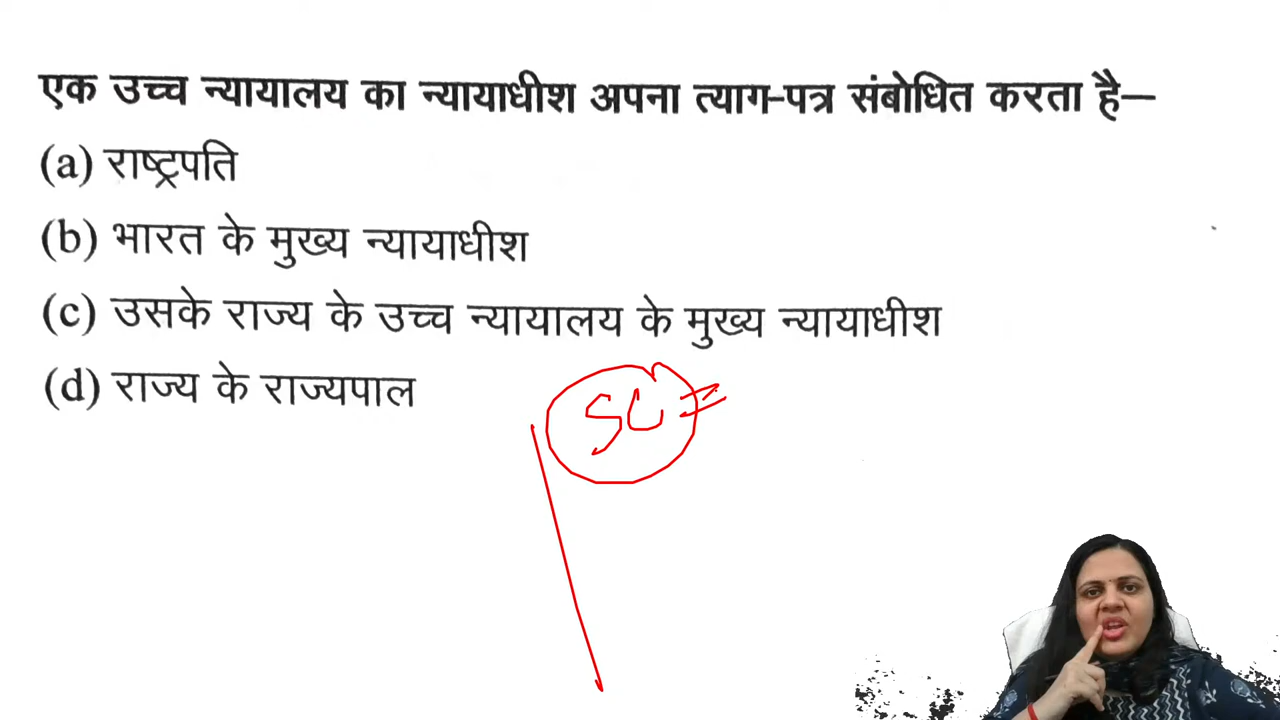 एक उच्च न्यायालय का न्यायाधीश अपना त्याग-पत्र संबोधित करता है—
(a) राष्ट्रपति
(b) भारत के मुख्य न्यायाधीश
(c) उसके राज्य के उच्च न्यायालय के मुख्य न्यायाधीश
(d) राज्य के राज्यपाल
SC =